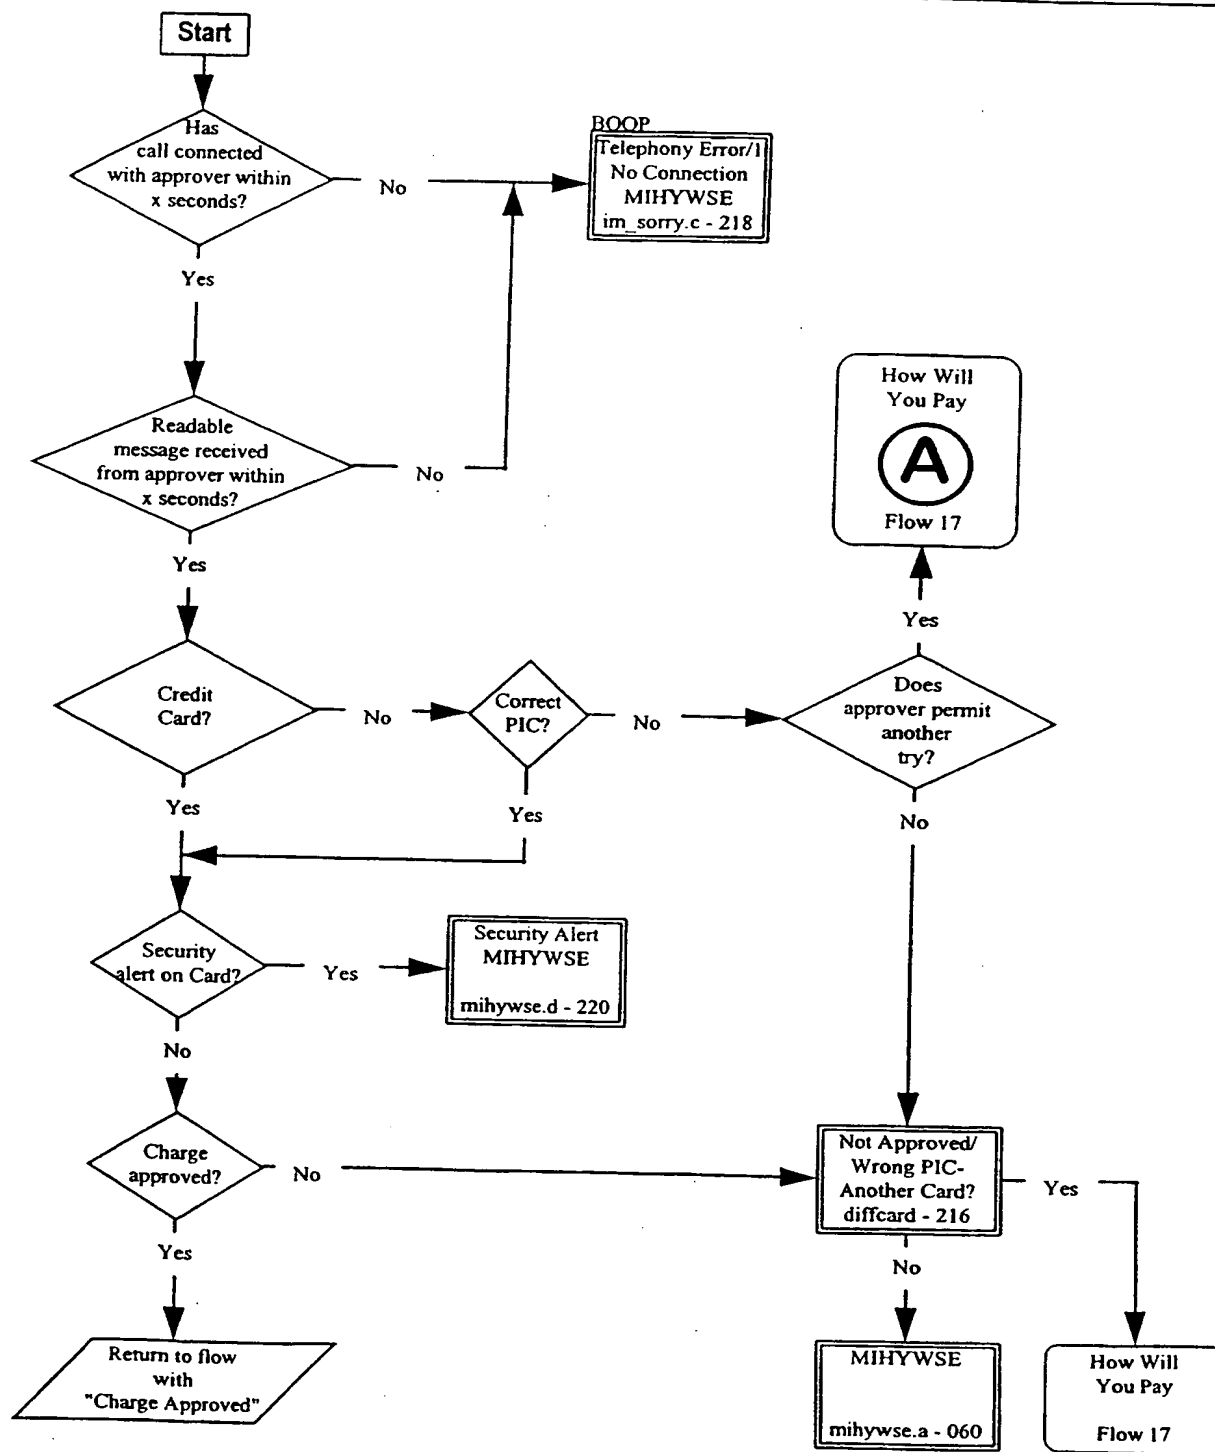 Start
Has
call connected
with approver within
x seconds?
No
BOOP
Telephony Error/1
No Connection
MIHYWSE
im_sorry.c - 218
Yes
Readable
message received
from approver within
x seconds?
No
How Will
You Pay
A
Flow 17
Yes
Yes
Credit
Card?
No
Correct
PIC?
No
Does
approver permit
another
try?
Yes
Yes
No
Security
alert on Card?
Yes
Security Alert
MIHYWSE
mihywse.d - 220
No
Charge
approved?
No
Not Approved/
Wrong PIC-
Another Card?
diffcard - 216
Yes
Yes
No
Return to flow
with
"Charge Approved"
MIHYWSE
mihywse.a - 060
How Will
You Pay
Flow 17